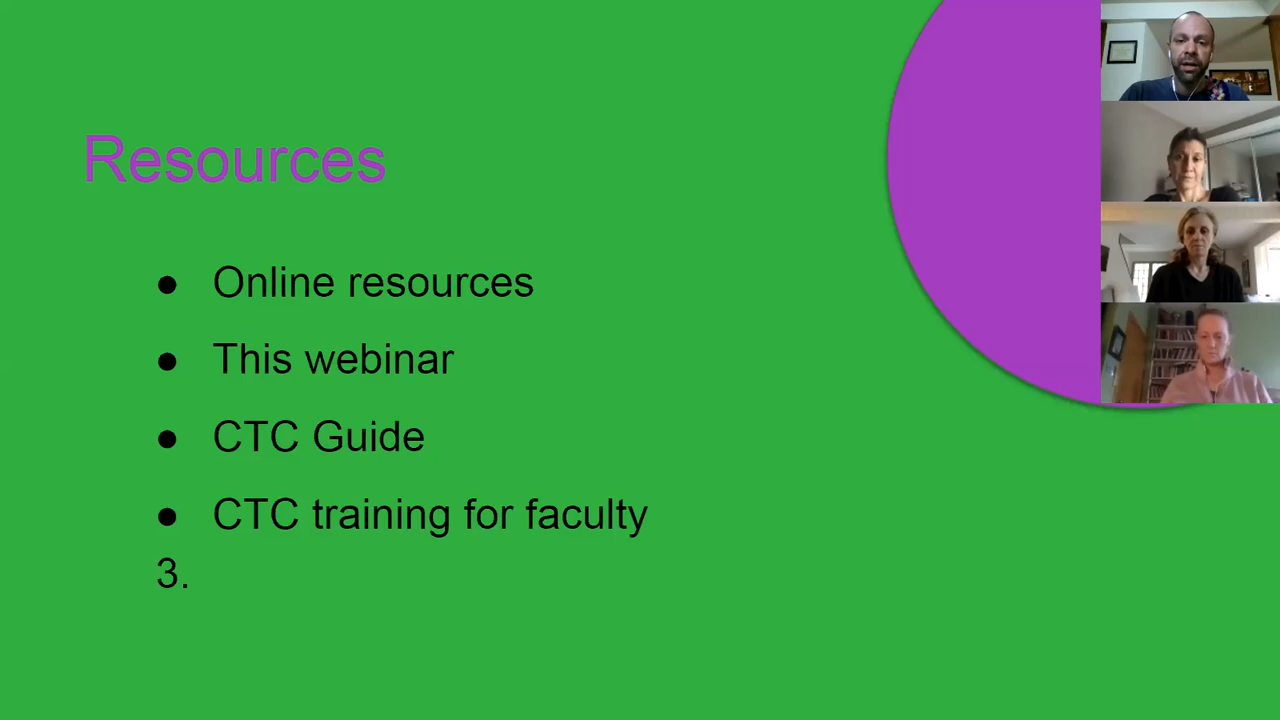 Resources
● Online resources
● This webinar
● CTC Guide
● CTC training for faculty
3.